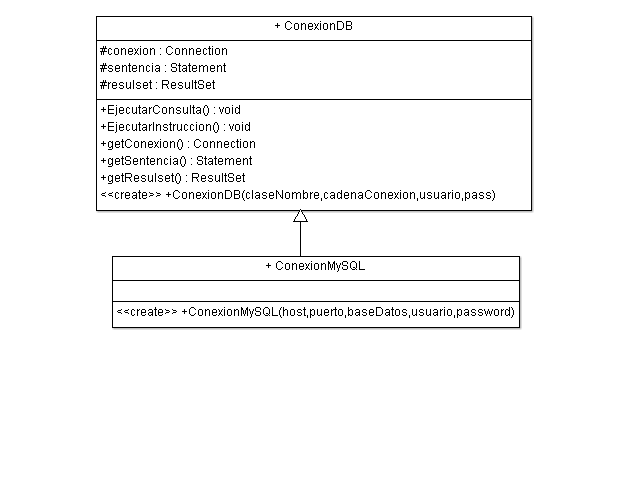 + ConexionDB
#conexion : Connection
#sentencia : Statement
#resulset : ResultSet
+EjecutarConsulta() : void
+EjecutarInstruccion() : void
+getConexion() : Connection
+getSentencia() : Statement
+getResulset() : ResultSet
<<create>> +ConexionDB(claseNombre,cadenaConexion,usuario,pass)
+ ConexionMySQL
<<create>> +ConexionMySQL(host,puerto,baseDatos,usuario,password)